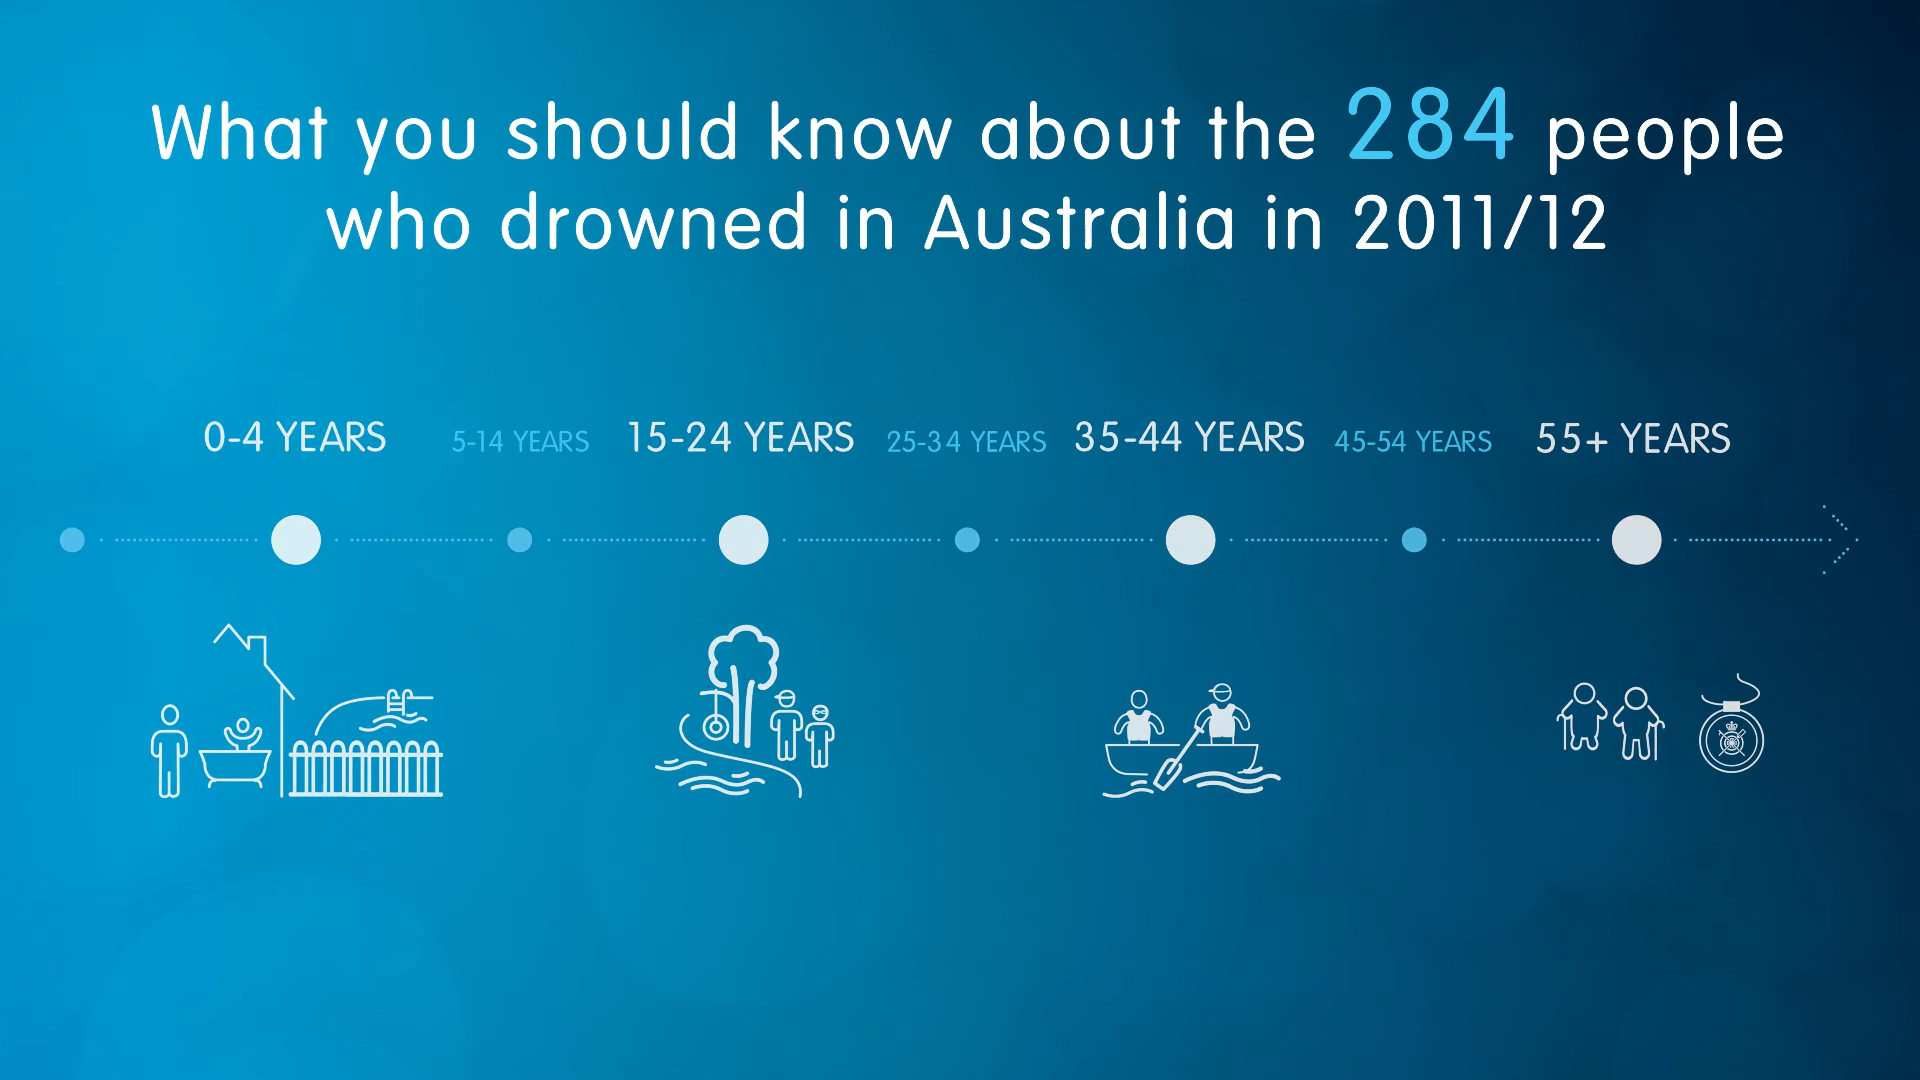 What you should know about the 284 people
who drowned in Australia in 2011/12
0-4 YEARS
5-14 YEARS
15-24 YEARS
25-34 YEARS
35-44 YEARS
45-54 YEARS
55+ YEARS